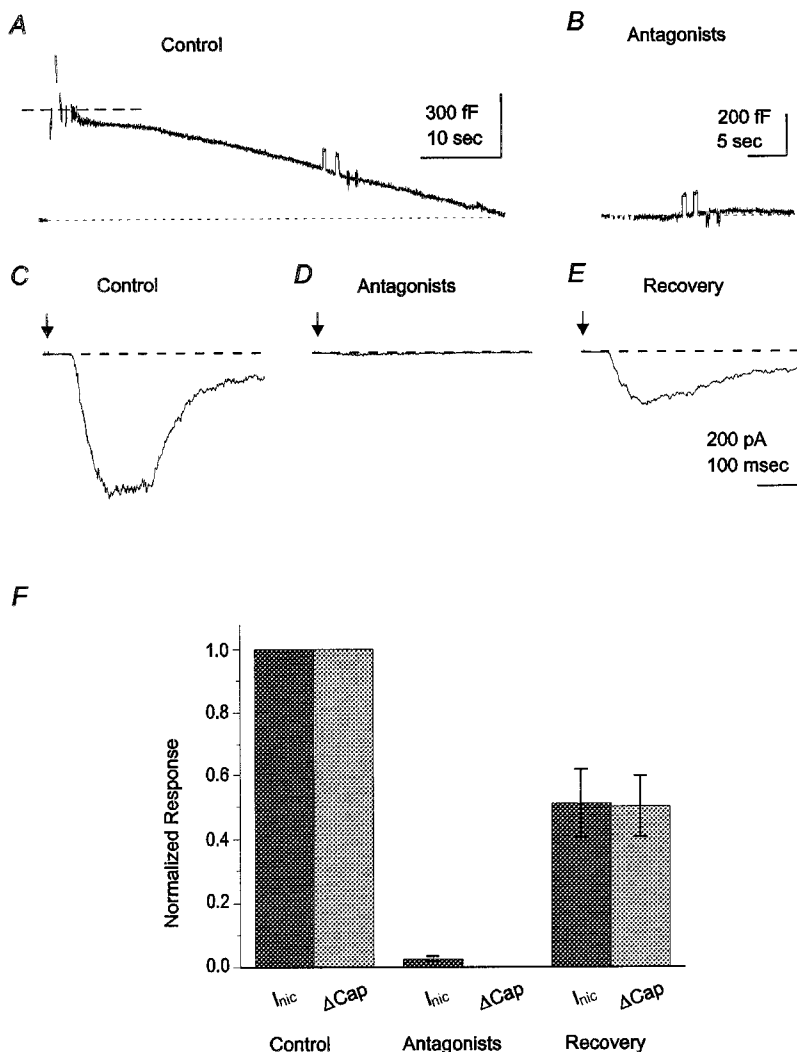 A
Control
300 fF
10 sec
B
Antagonists
200 fF
5 sec
C
Control
D
Antagonists
E
Recovery
200 pA
100 msec
F
Normalized Response
1.0
0.8
0.6
0.4
0.2
0.0
Inic ΔCap Inic ΔCap Inic ΔCap
Control Antagonists Recovery